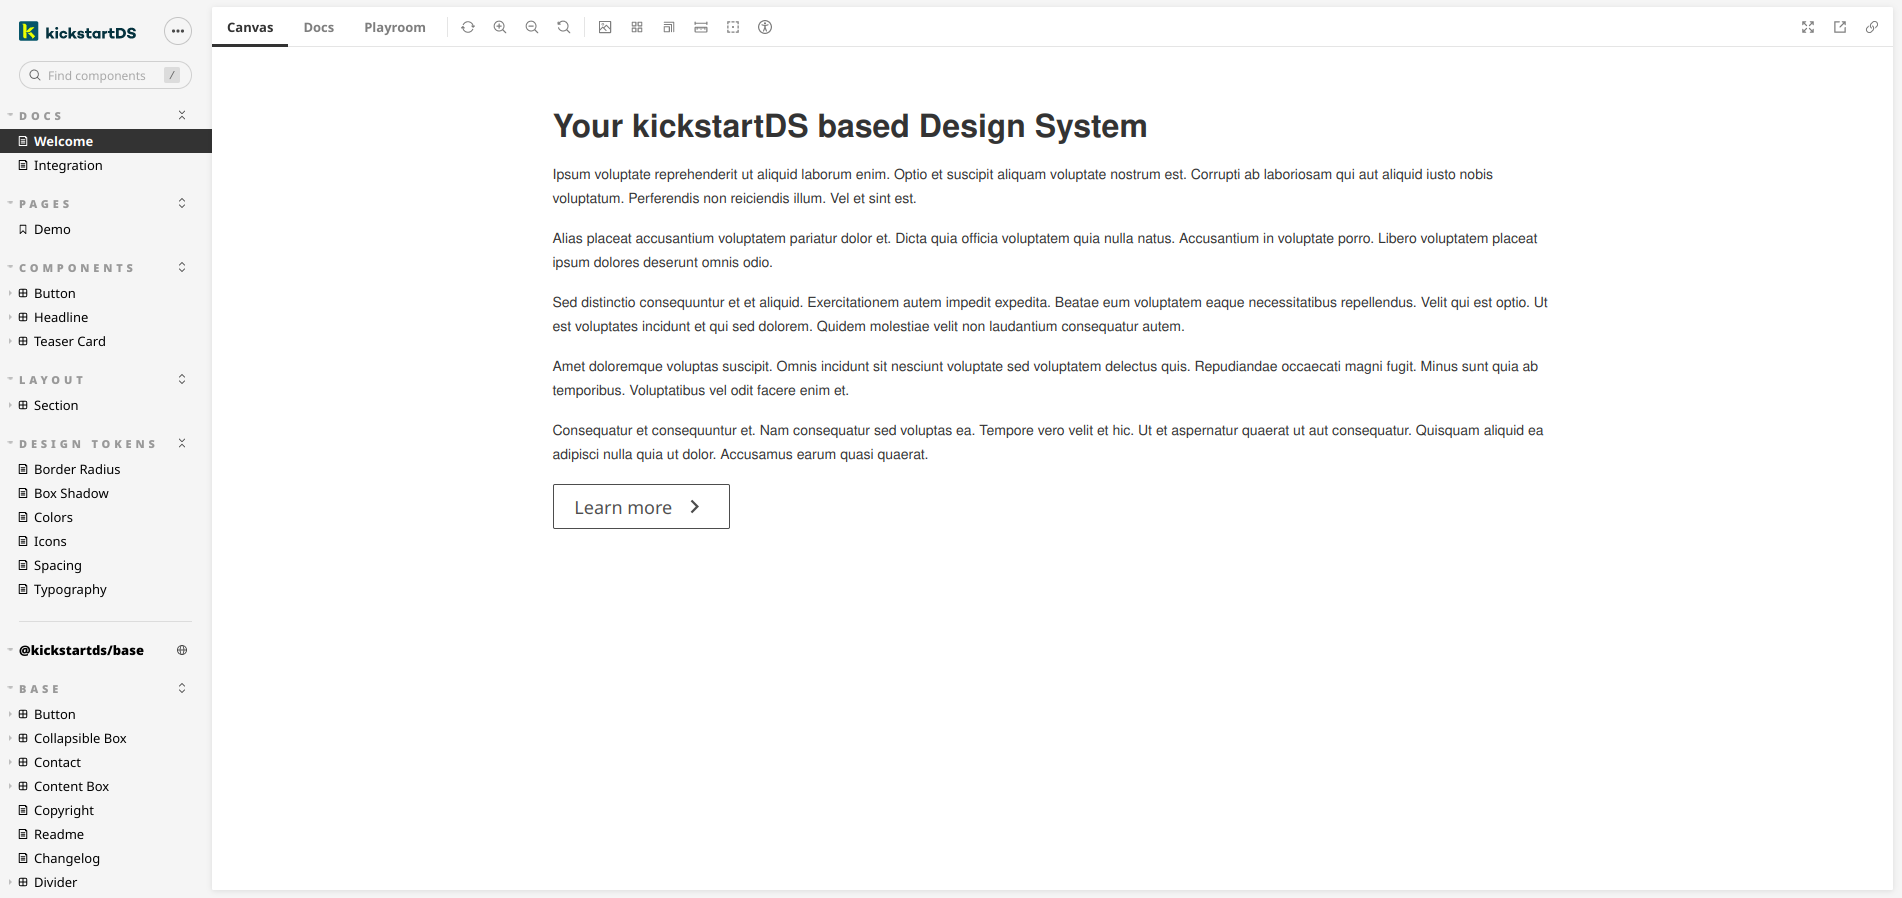 kickstartDS
Find components
/
DOCS
Welcome
Integration
PAGES
Demo
COMPONENTS
Button
Headline
Teaser Card
LAYOUT
Section
DESIGN TOKENS
Border Radius
Box Shadow
Colors
Icons
Spacing
Typography
@kickstartds/base
BASE
Button
Collapsible Box
Contact
Content Box
Copyright
Readme
Changelog
Divider
Canvas
Docs
Playroom
Your kickstartDS based Design System
Ipsum voluptate reprehenderit ut aliquid laborum enim. Optio et suscipit aliquam voluptate nostrum est. Corrupti ab laboriosam qui aut aliquid iusto nobis
voluptatum. Perferendis non reiciendis illum. Vel et sint est.
Alias placeat accusantium voluptatem pariatur dolor et. Dicta quia officia voluptatem quia nulla natus. Accusantium in voluptate porro. Libero voluptatem placeat
ipsum dolores deserunt omnis odio.
Sed distinctio consequuntur et et aliquid. Exercitationem autem impedit expedita. Beatae eum voluptatem eaque necessitatibus repellendus. Velit qui est optio. Ut
est voluptates incidunt et qui sed dolorem. Quidem molestiae velit non laudantium consequatur autem.
Amet doloremque voluptas suscipit. Omnis incidunt sit nesciunt voluptate sed voluptatem delectus quis. Repudiandae occaecati magni fugit. Minus sunt quia ab
temporibus. Voluptatibus vel odit facere enim et.
Consequatur et consequuntur et. Nam consequatur sed voluptas ea. Tempore vero velit et hic. Ut et aspernatur quaerat ut aut consequatur. Quisquam aliquid ea
adipisci nulla quia ut dolor. Accusamus earum quasi quaerat.
Learn more